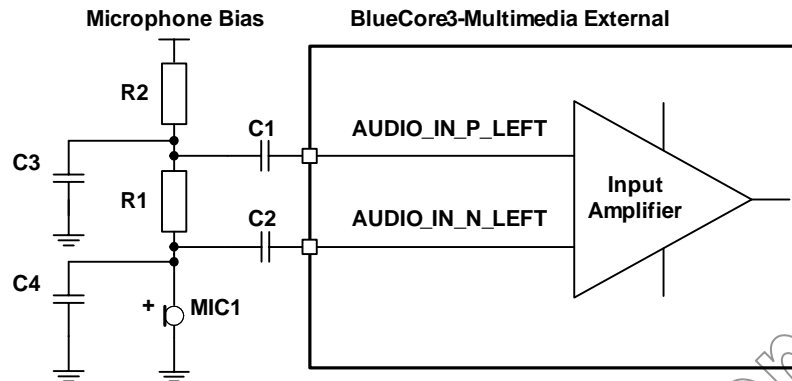 Microphone Bias
BlueCore3-Multimedia External
R2
C1
AUDIO_IN_P_LEFT
C3
R1
Input
Amplifier
C2
AUDIO_IN_N_LEFT
C4
+
MIC1